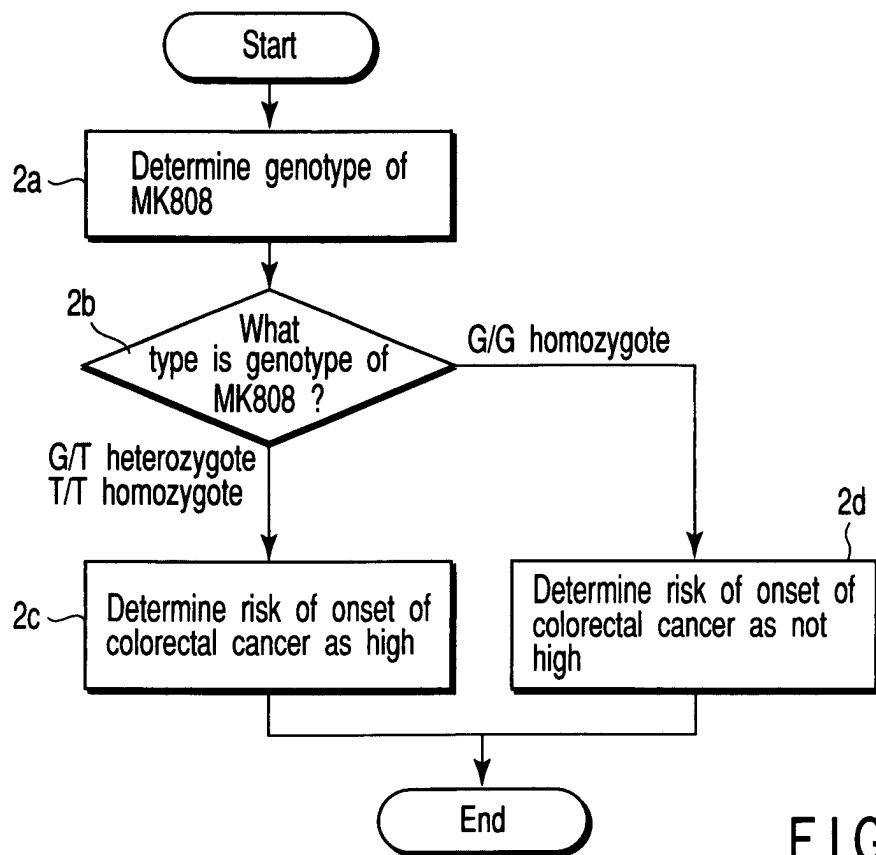 Start
2a
Determine genotype of
MK808
2b
What
type is genotype of
MK808 ?
G/G homozygote
G/T heterozygote
T/T homozygote
2c
Determine risk of onset of
colorectal cancer as high
2d
Determine risk of onset of
colorectal cancer as not
high
End
FIG